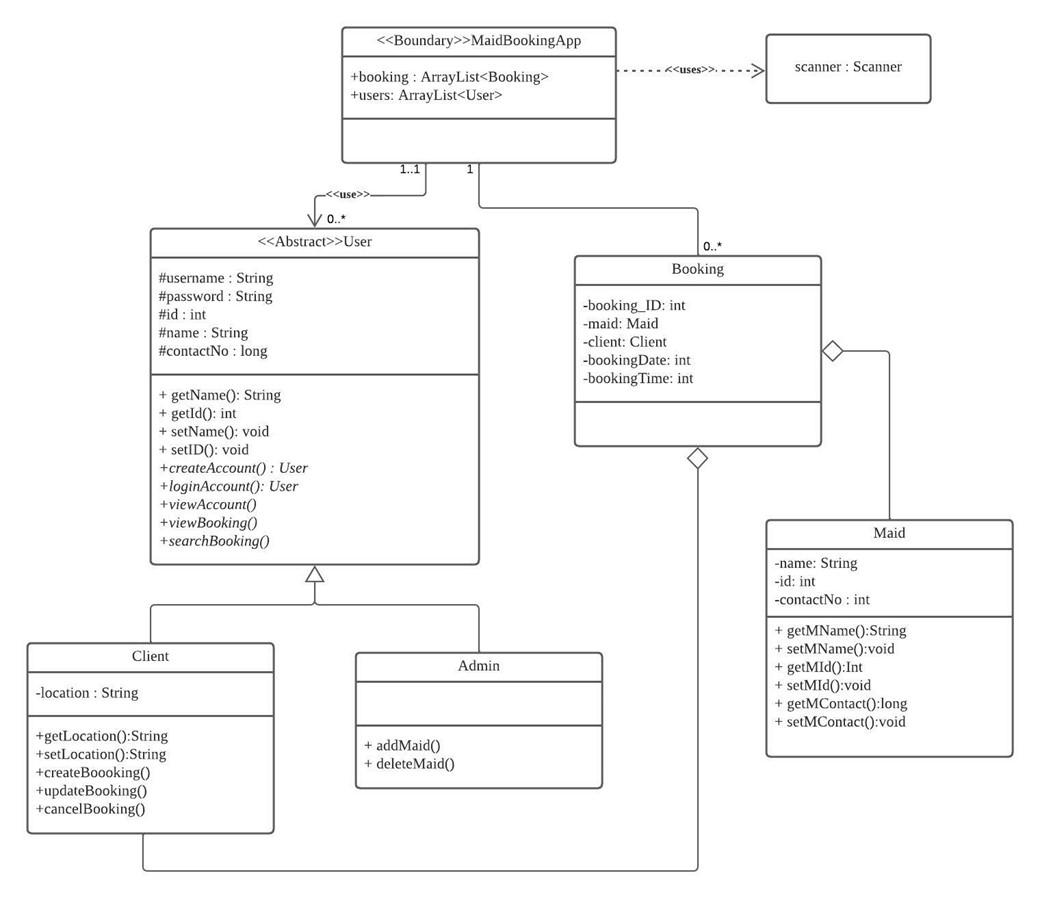 <<Boundary>>MaidBookingApp
+booking : ArrayList<Booking>
+users: ArrayList<User>
<<uses>>
scanner : Scanner
1..1
1
<<use>>
0..*
0..*
<<Abstract>>User
#username : String
#password : String
#id : int
#name : String
#contactNo : long
+ getName(): String
+ getId(): int
+ setName(): void
+ setID(): void
+createAccount() : User
+loginAccount(): User
+viewAccount()
+viewBooking()
+searchBooking()
Booking
-booking_ID: int
-maid: Maid
-client: Client
-bookingDate: int
-bookingTime: int
Maid
-name: String
-id: int
-contactNo : int
+ getMName():String
+ setMName():void
+ getMId():Int
+ setMId():void
+ getMContact():long
+ setMContact():void
Client
-location : String
+getLocation():String
+setLocation():String
+createBoooking()
+updateBooking()
+cancelBooking()
Admin
+ addMaid()
+ deleteMaid()